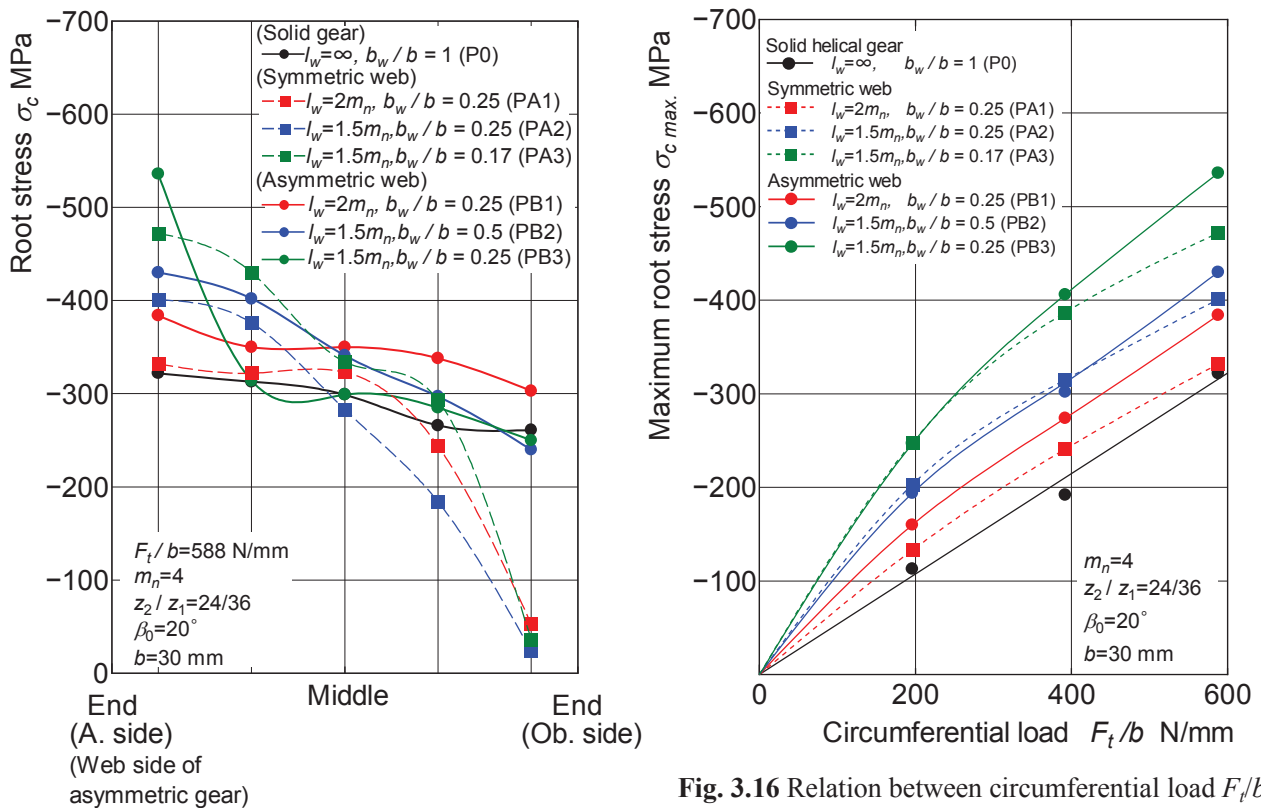 −700
−700
−600
−500
−400
−300
−200
−100
0
Root stress σc MPa
(Solid gear)
lw=∞, bw / b = 1 (P0)
(Symmetric web)
lw=2mn, bw / b = 0.25 (PA1)
lw=1.5mn,bw / b = 0.25 (PA2)
lw=1.5mn,bw / b = 0.17 (PA3)
(Asymmetric web)
lw=2mn, bw / b = 0.25 (PB1)
lw=1.5mn,bw / b = 0.5 (PB2)
lw=1.5mn,bw / b = 0.25 (PB3)
Ft / b=588 N/mm
mn=4
z2 / z1=24/36
β0=20°
b=30 mm
End
(A. side)
(Web side of
asymmetric gear)
Middle
End
(Ob. side)
−700
−600
−500
−400
−300
−200
−100
Maximum root stress σc max. MPa
Solid helical gear
lw=∞, bw / b = 1 (P0)
Symmetric web
lw=2mn, bw / b = 0.25 (PA1)
lw=1.5mn,bw / b = 0.25 (PA2)
lw=1.5mn,bw / b = 0.17 (PA3)
Asymmetric web
lw=2mn, bw / b = 0.25 (PB1)
lw=1.5mn,bw / b = 0.5 (PB2)
lw=1.5mn,bw / b = 0.25 (PB3)
mn=4
z2 / z1=24/36
β0=20°
b=30 mm
0 200 400 600
Circumferential load Ft/b N/mm
Fig. 3.16 Relation between circumferential load Ft/b